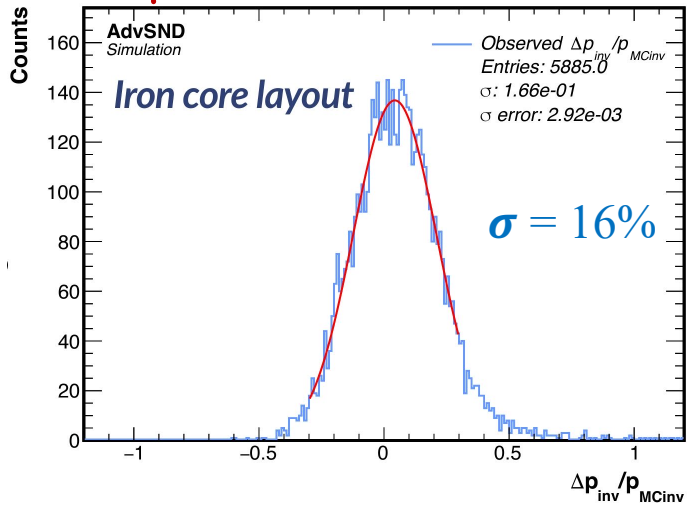 Counts
AdvSND
Simulation
Iron core layout
Observed Δp_inv/p_MCinv
Entries: 5885.0
σ: 1.66e-01
σ error: 2.92e-03
σ = 16%
160
140
120
100
80
60
40
20
0
−1
−0.5
0
0.5
1
Δp_inv/p_MCinv